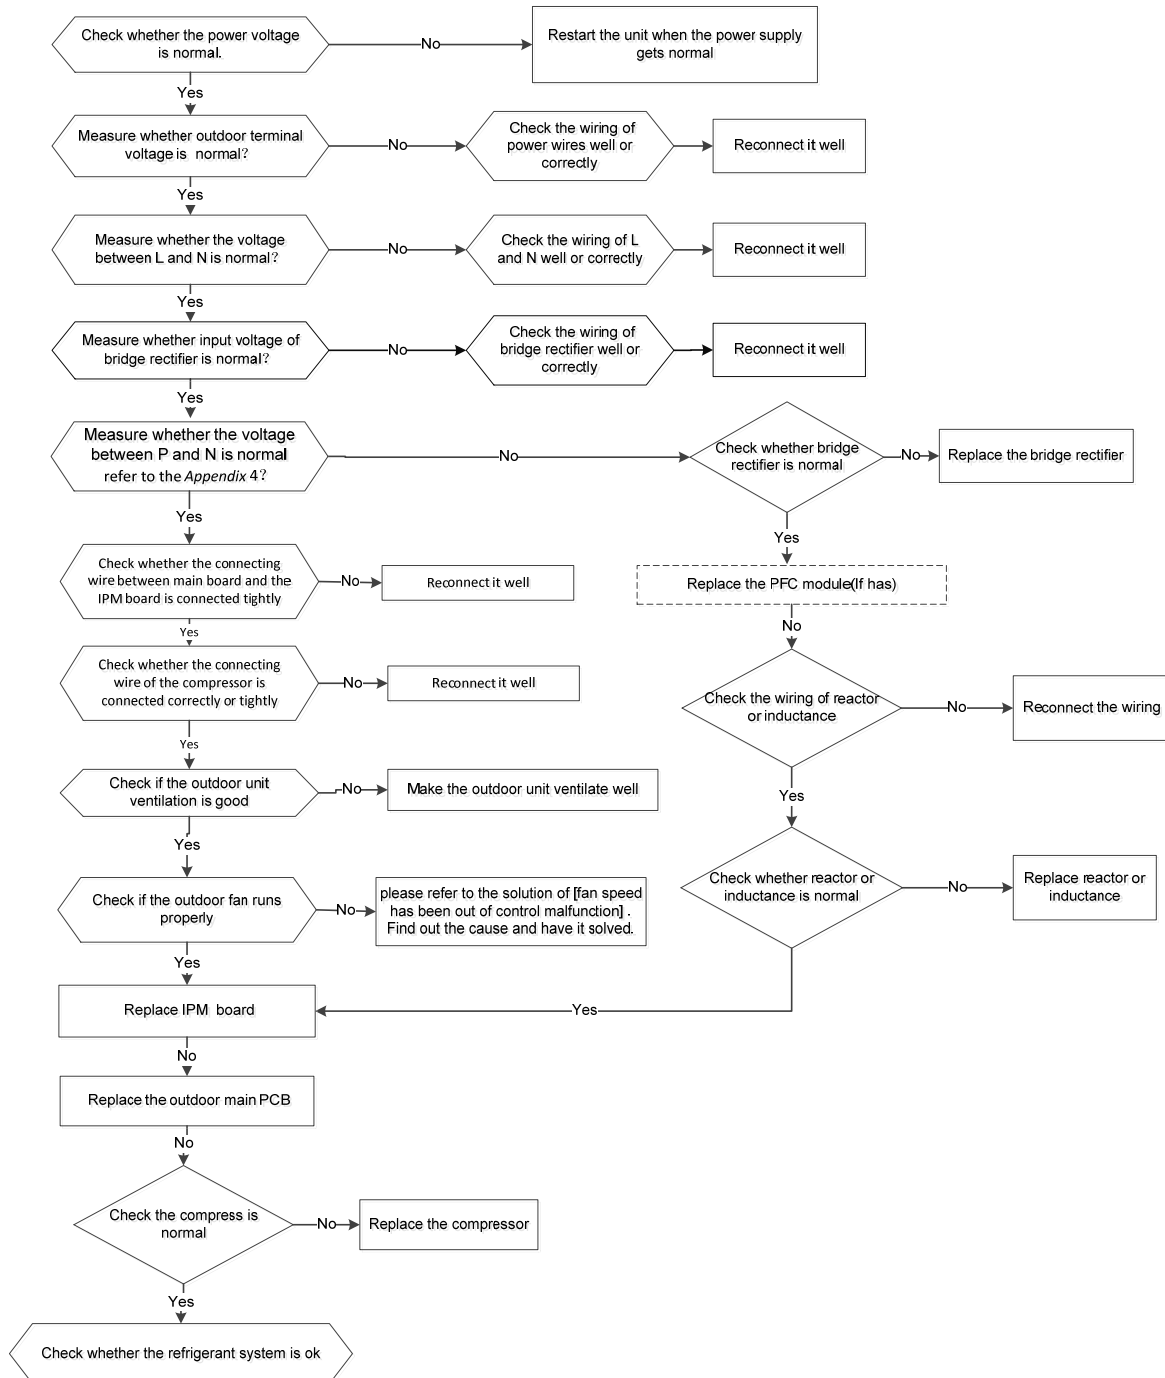 Check whether the power voltage
is normal.
No
Restart the unit when the power supply
gets normal
Yes
Measure whether outdoor terminal
voltage is normal?
No
Check the wiring of
power wires well or
correctly
Reconnect it well
Yes
Measure whether the voltage
between L and N is normal?
No
Check the wiring of L
and N well or correctly
Reconnect it well
Yes
Measure whether input voltage of
bridge rectifier is normal?
No
Check the wiring of
bridge rectifier well or
correctly
Reconnect it well
Yes
Measure whether the voltage
between P and N is normal
refer to the Appendix 4?
No
Check whether bridge
rectifier is normal
No
Replace the bridge rectifier
Yes
Yes
Check whether the connecting
wire between main board and the
IPM board is connected tightly
No
Reconnect it well
Replace the PFC module(If has)
No
Yes
Check whether the connecting
wire of the compressor is
connected correctly or tightly
No
Reconnect it well
Check the wiring of reactor
or inductance
No
Reconnect the wiring
Yes
Check if the outdoor unit
ventilation is good
No
Make the outdoor unit ventilate well
Yes
Yes
Check whether reactor or
inductance is normal
No
Replace reactor or
inductance
Check if the outdoor fan runs
properly
No
please refer to the solution of [fan speed
has been out of control malfunction] .
Find out the cause and have it solved.
Yes
Replace IPM board
Yes
No
Replace the outdoor main PCB
No
Check the compress is
normal
No
Replace the compressor
Yes
Check whether the refrigerant system is ok